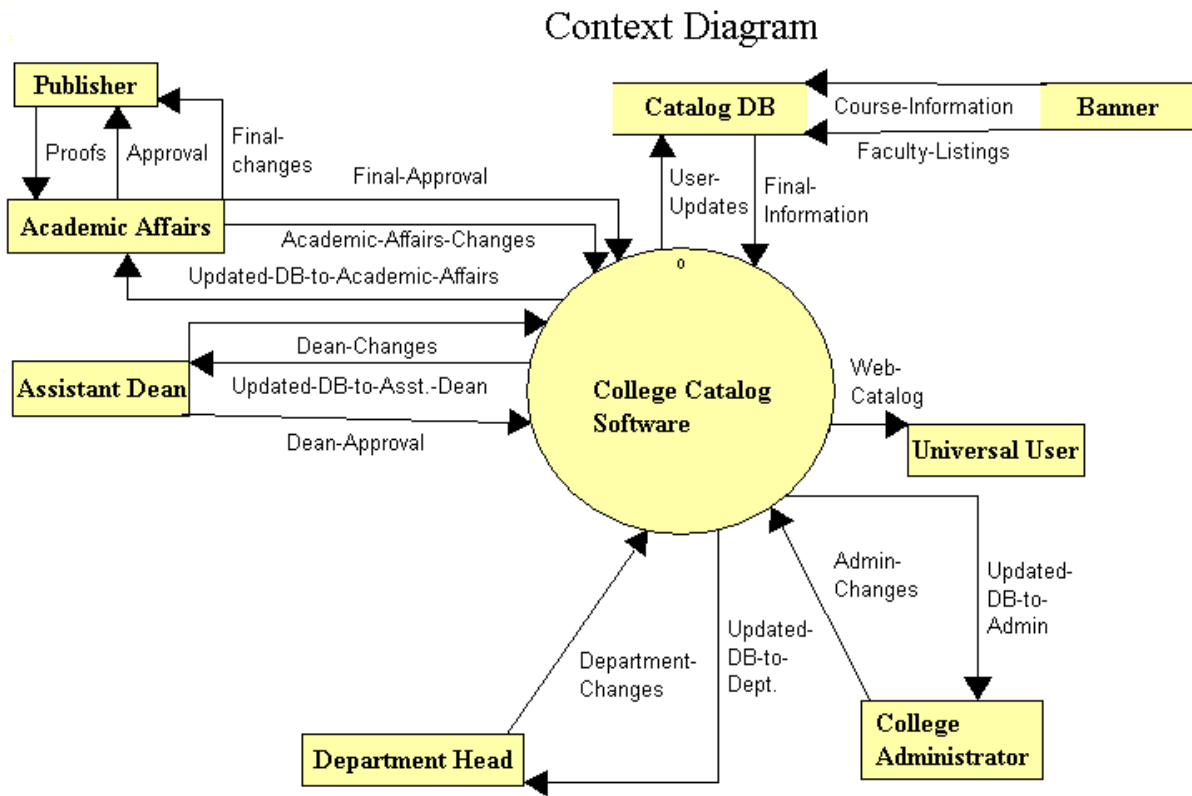 Context Diagram
Publisher
Catalog DB
Course-Information
Banner
Proofs
Approval
Final-
changes
Faculty-Listings
Final-Approval
User-
Updates
Final-
Information
Academic Affairs
Academic-Affairs-Changes
Updated-DB-to-Academic-Affairs
0
Dean-Changes
Assistant Dean
Updated-DB-to-Asst.-Dean
Dean-Approval
College Catalog
Software
Web-
Catalog
Universal User
Admin-
Changes
Updated-
DB-to-
Admin
Department-
Changes
Updated-
DB-to-
Dept.
Department Head
College
Administrator